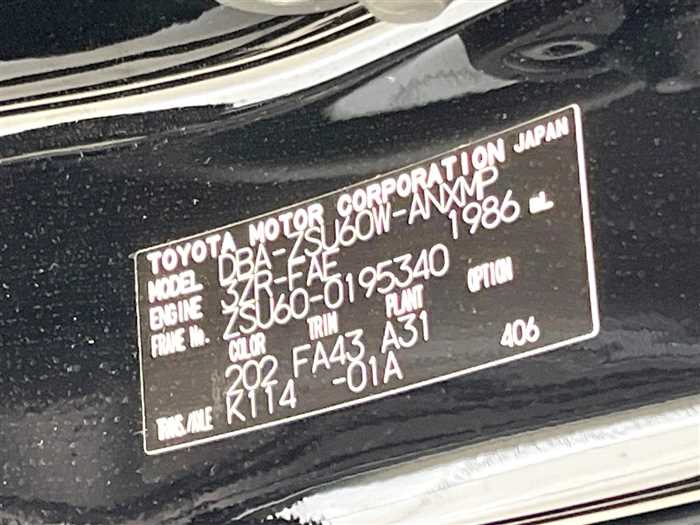 TOYOTA MOTOR CORPORATION JAPAN
MODEL DBA-ZSU60W-ANXMP
ENGINE 3ZR-FAE 1986 mL
FRAME No. ZSU60-0195340
COLOR TRIM PLANT OPTION
202 FA43 A31 406
TRNS./AXLE K114 -01A